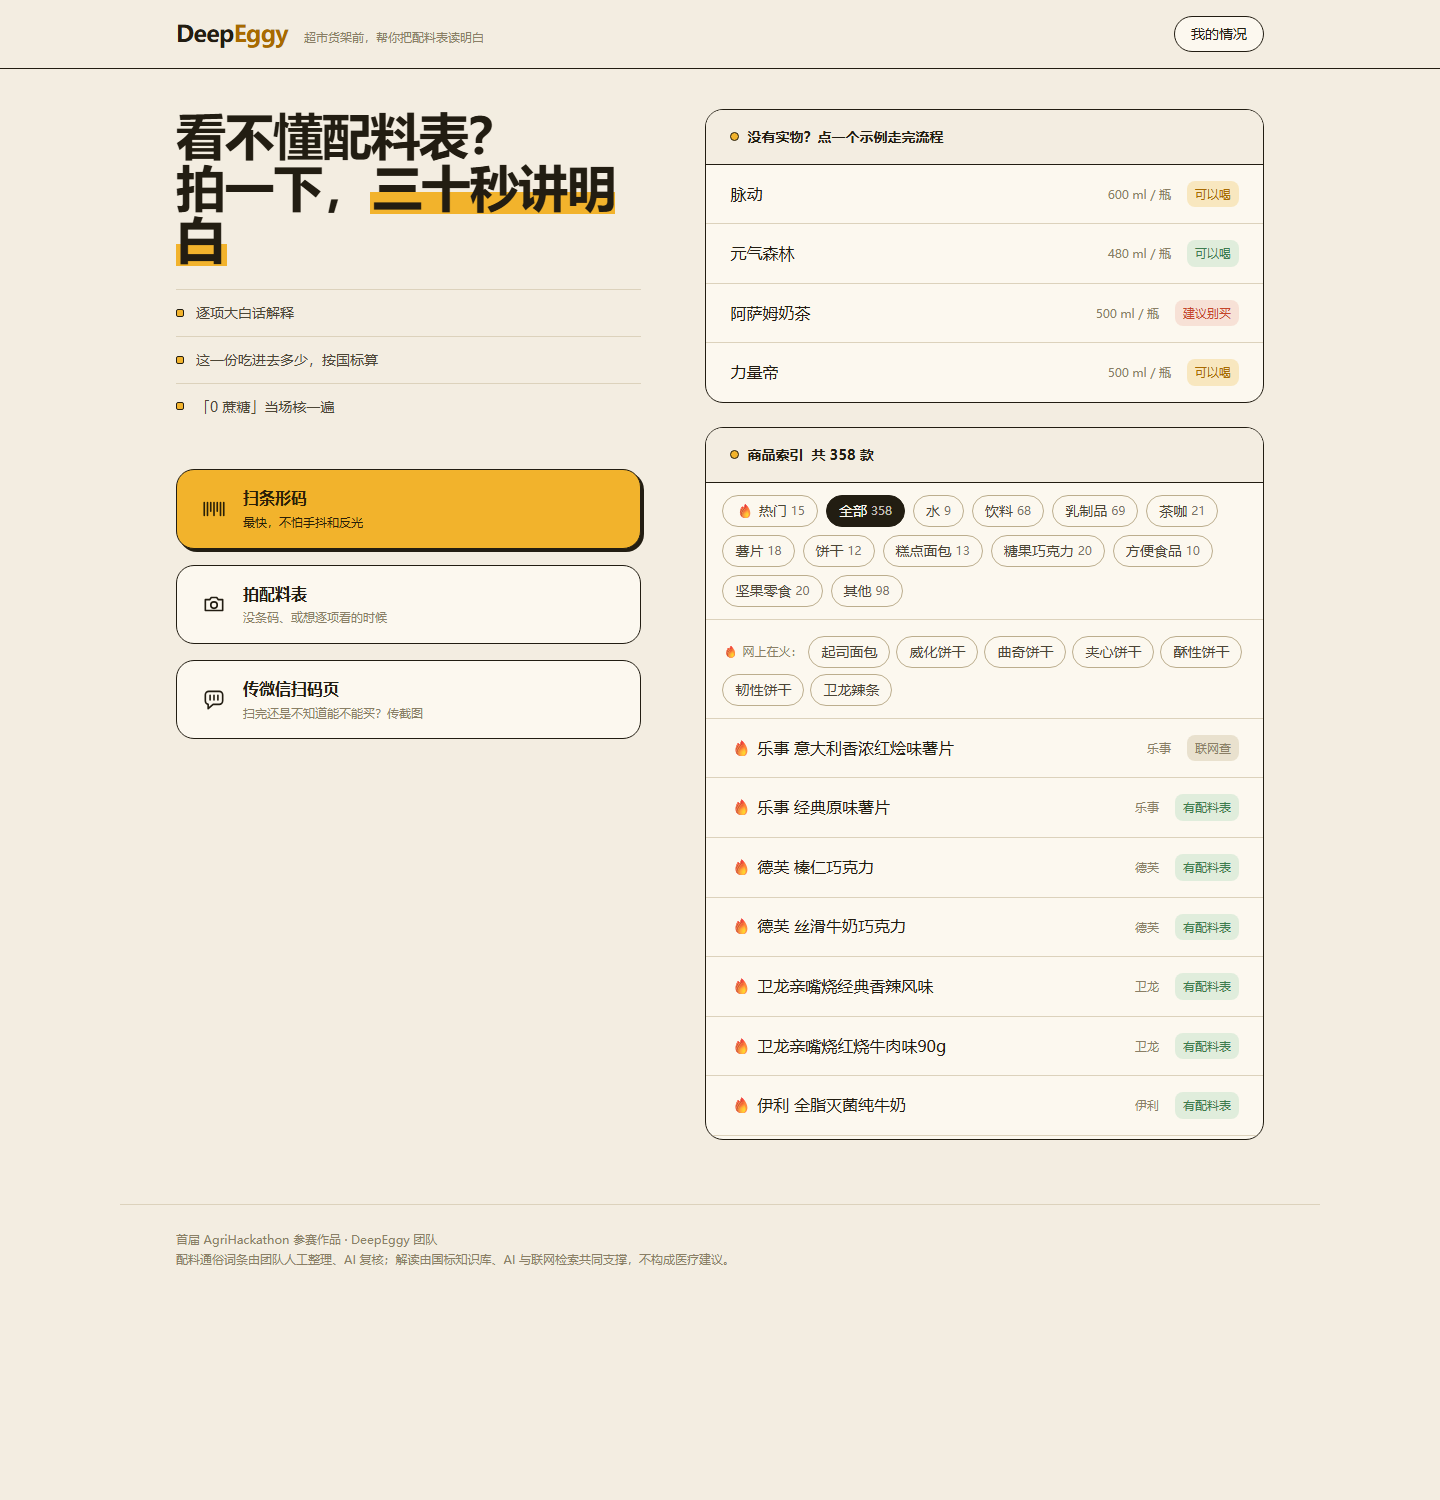 DeepEggy 超市货架前，帮你把配料表读明白
我的情况
看不懂配料表？
拍一下，三十秒讲明
白
逐项大白话解释
这一份吃进去多少，按国标算
「0 蔗糖」当场核一遍
扫条形码
最快，不怕手抖和反光
拍配料表
没条码、或想逐项看的时候
传微信扫码页
扫完还是不知道能不能买？传截图
没有实物？点一个示例走完流程
脉动 600 ml / 瓶 可以喝
元气森林 480 ml / 瓶 可以喝
阿萨姆奶茶 500 ml / 瓶 建议别买
力量帝 500 ml / 瓶 可以喝
商品索引 共 358 款
热门 15 全部 358 水 9 饮料 68 乳制品 69 茶咖 21
薯片 18 饼干 12 糕点面包 13 糖果巧克力 20 方便食品 10
坚果零食 20 其他 98
网上在火： 起司面包 威化饼干 曲奇饼干 夹心饼干 酥性饼干
韧性饼干 卫龙辣条
乐事 意大利香浓红烩味薯片 乐事 联网查
乐事 经典原味薯片 乐事 有配料表
德芙 榛仁巧克力 德芙 有配料表
德芙 丝滑牛奶巧克力 德芙 有配料表
卫龙亲嘴烧经典香辣风味 卫龙 有配料表
卫龙亲嘴烧红烧牛肉味90g 卫龙 有配料表
伊利 全脂灭菌纯牛奶 伊利 有配料表
首届 AgriHackathon 参赛作品 · DeepEggy 团队
配料通俗词条由团队人工整理、AI 复核；解读由国标知识库、AI 与联网检索共同支撑，不构成医疗建议。